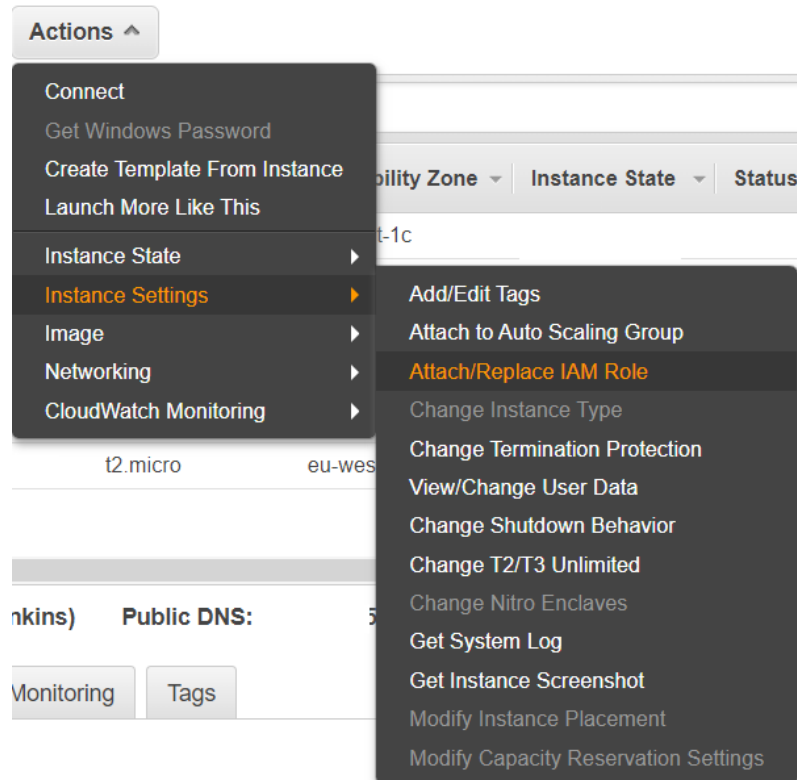 Actions
Connect
Get Windows Password
Create Template From Instance
Launch More Like This
bility Zone
Instance State
Status
t-1c
Instance State
Instance Settings
Image
Networking
CloudWatch Monitoring
Add/Edit Tags
Attach to Auto Scaling Group
Attach/Replace IAM Role
Change Instance Type
Change Termination Protection
View/Change User Data
Change Shutdown Behavior
Change T2/T3 Unlimited
Change Nitro Enclaves
Get System Log
Get Instance Screenshot
Modify Instance Placement
Modify Capacity Reservation Settings
t2.micro eu-wes
nkins) Public DNS:
Monitoring Tags